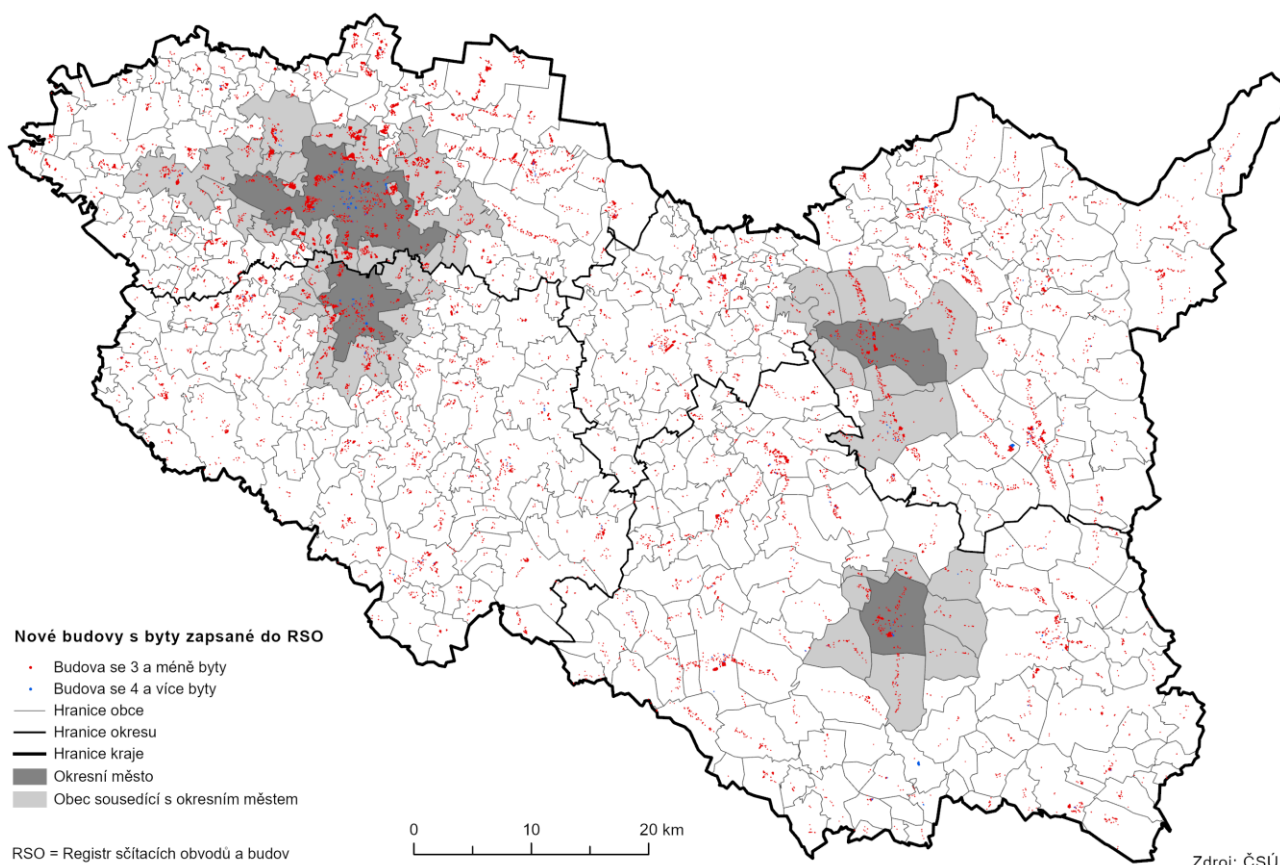 Nové budovy s byty zapsané do RSO
Budova se 3 a méně byty
Budova se 4 a více byty
Hranice obce
Hranice okresu
Hranice kraje
Okresní město
Obec sousedící s okresním městem
RSO = Registr sčítacích obvodů a budov
0 10 20 km
Zdroj: ČSÚ